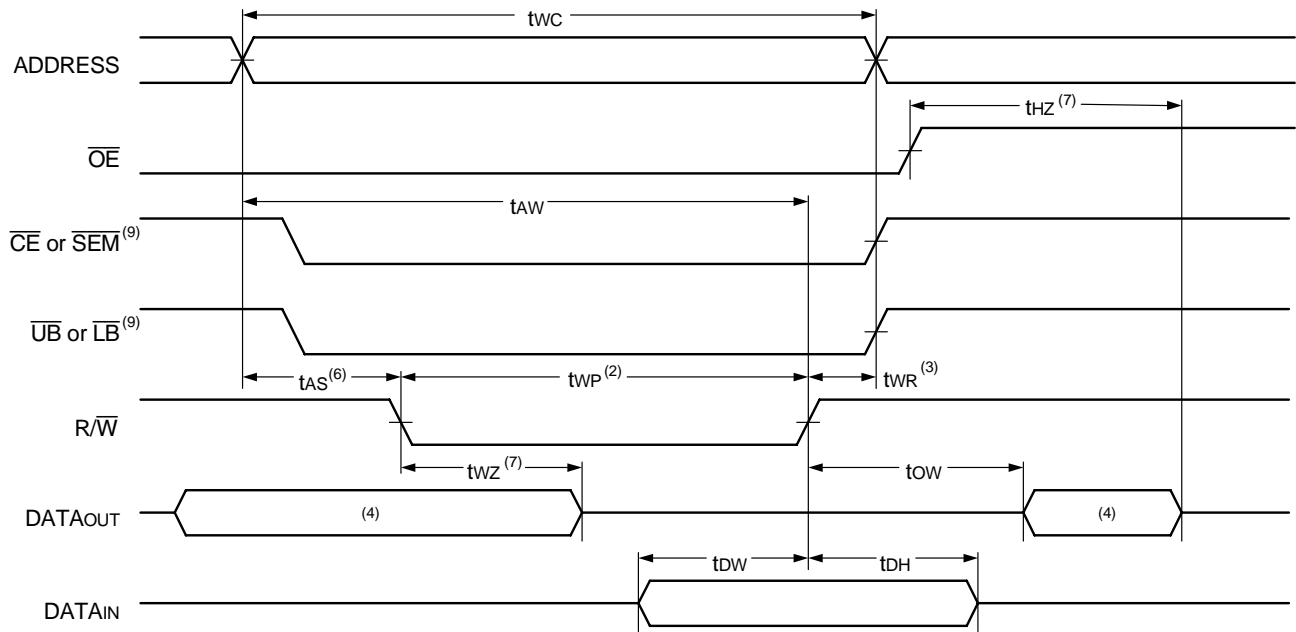 tWC
ADDRESS
tHZ (7)
OE
tAW
CE or SEM (9)
UB or LB (9)
tAS (6) tWP (2) tWR (3)
R/W
tWZ (7) tOW
DATAOUT (4) (4)
tDW tDH
DATAIN